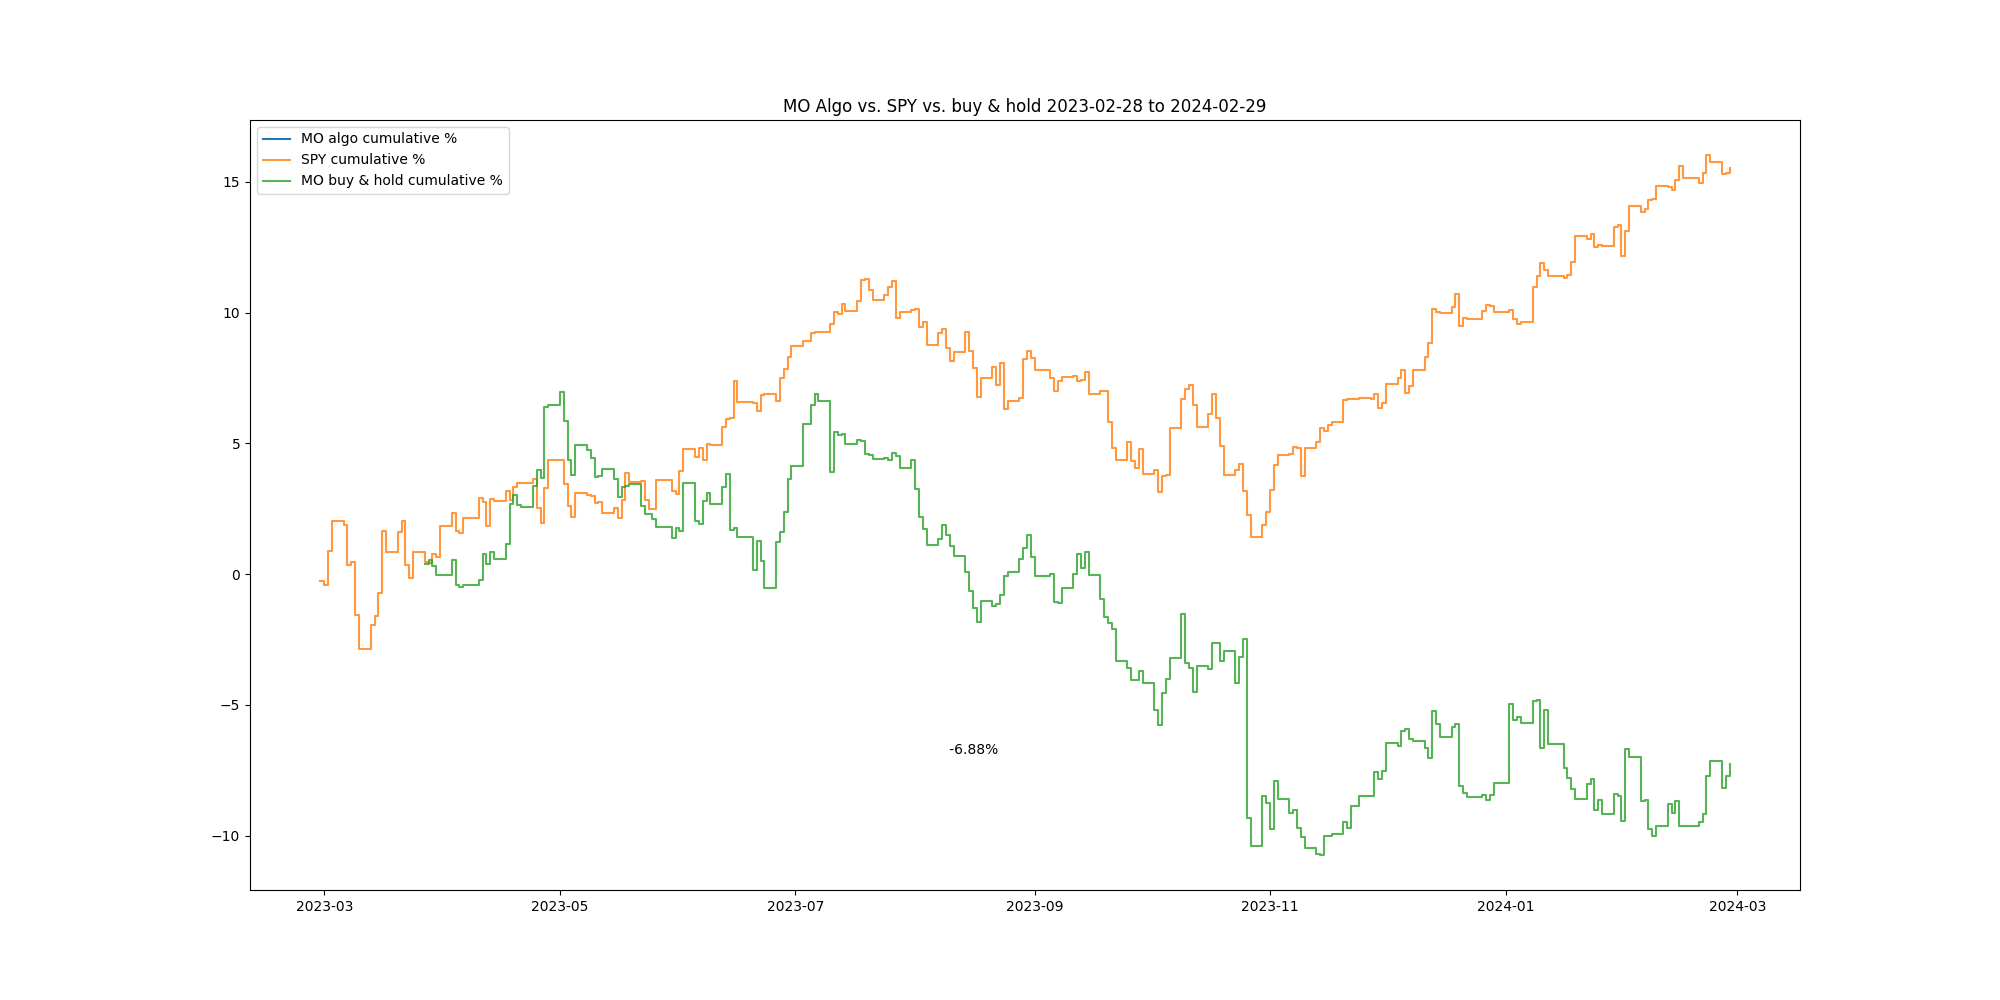 MO Algo vs. SPY vs. buy & hold 2023-02-28 to 2024-02-29
MO algo cumulative %
SPY cumulative %
MO buy & hold cumulative %
15
10
5
0
−5
−10
-6.88%
2023-03 2023-05 2023-07 2023-09 2023-11 2024-01 2024-03